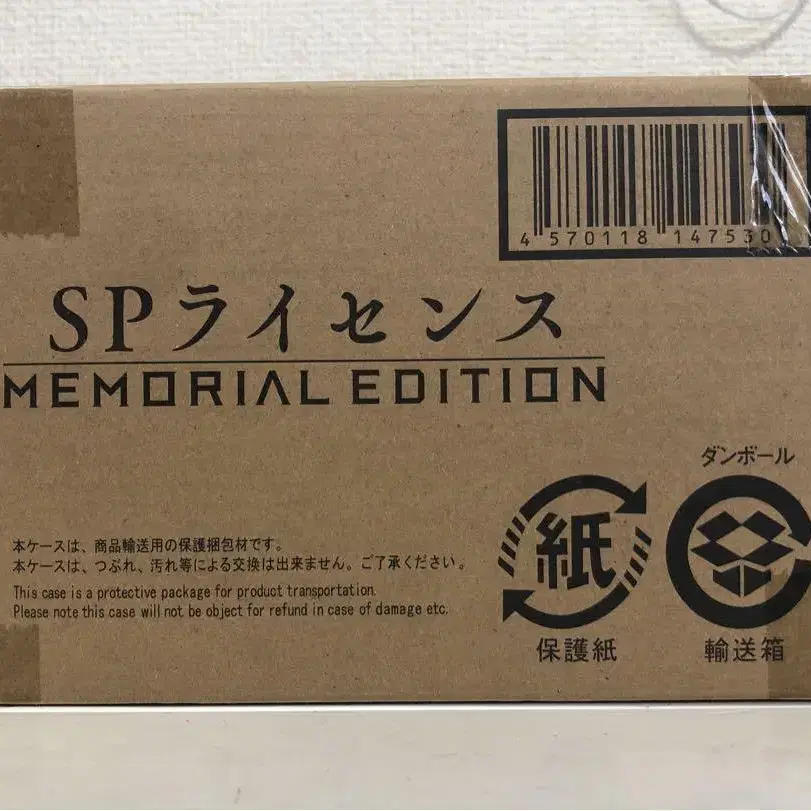 4 570118 147530
SPライセンス
MEMORIAL EDITION
ダンボール
紙
本ケースは、商品輸送用の保護梱包材です。
本ケースは、つぶれ、汚れ等による交換は出来ません。ご了承ください。
This case is a protective package for product transportation.
Please note this case will not be object for refund in case of damage etc.
保護紙
輸送箱